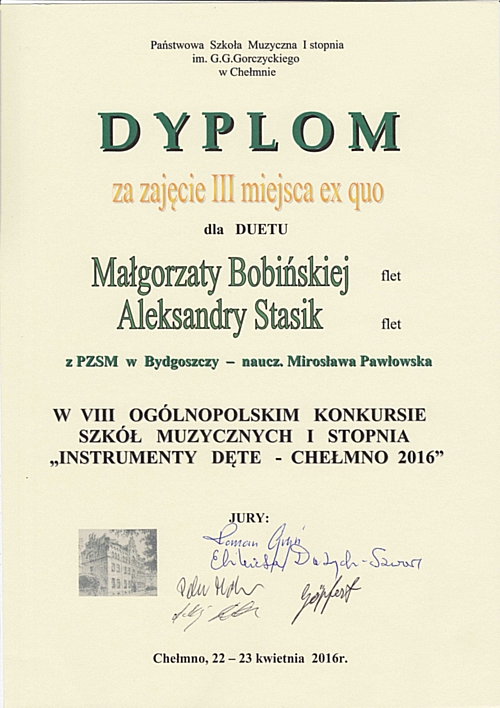 Państwowa Szkoła Muzyczna I stopnia
im. G.G.Gorczyckiego
w Chełmnie
DYPLOM
za zajęcie III miejsca ex quo
dla DUETU
Małgorzaty Bobińskiej flet
Aleksandry Stasik flet
z PZSM w Bydgoszczy – naucz. Mirosława Pawłowska
W VIII OGÓLNOPOLSKIM KONKURSIE
SZKÓŁ MUZYCZNYCH I STOPNIA
„INSTRUMENTY DĘTE - CHEŁMNO 2016”
JURY:
Roman
Elżbieta
Chełmno, 22 – 23 kwietnia 2016r.